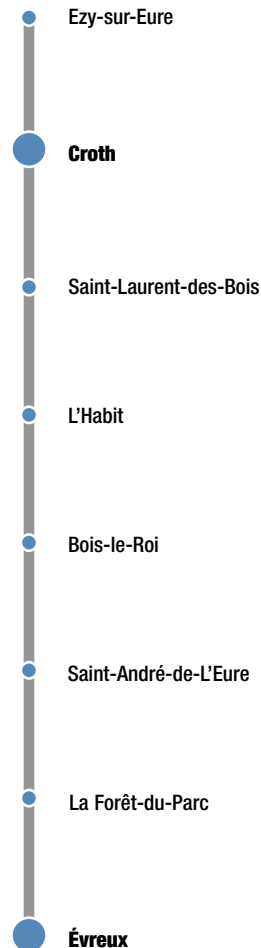 Ezy-sur-Eure
Croth
Saint-Laurent-des-Bois
L’Habit
Bois-le-Roi
Saint-André-de-L’Eure
La Forêt-du-Parc
Évreux